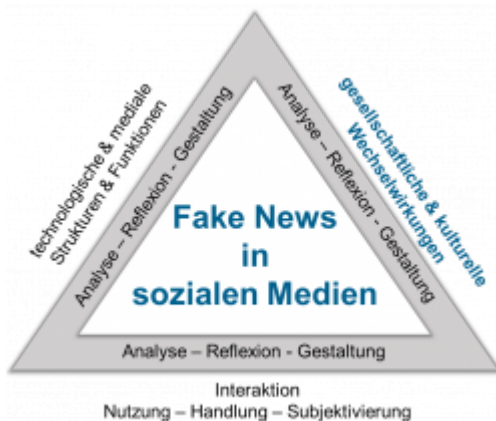 technologische & mediale
Strukturen & Funktionen
Analyse – Reflexion - Gestaltung
gesellschaftliche & kulturelle
Wechselwirkungen
Analyse – Reflexion - Gestaltung
Fake News
in
sozialen Medien
Analyse – Reflexion - Gestaltung
Interaktion
Nutzung – Handlung – Subjektivierung